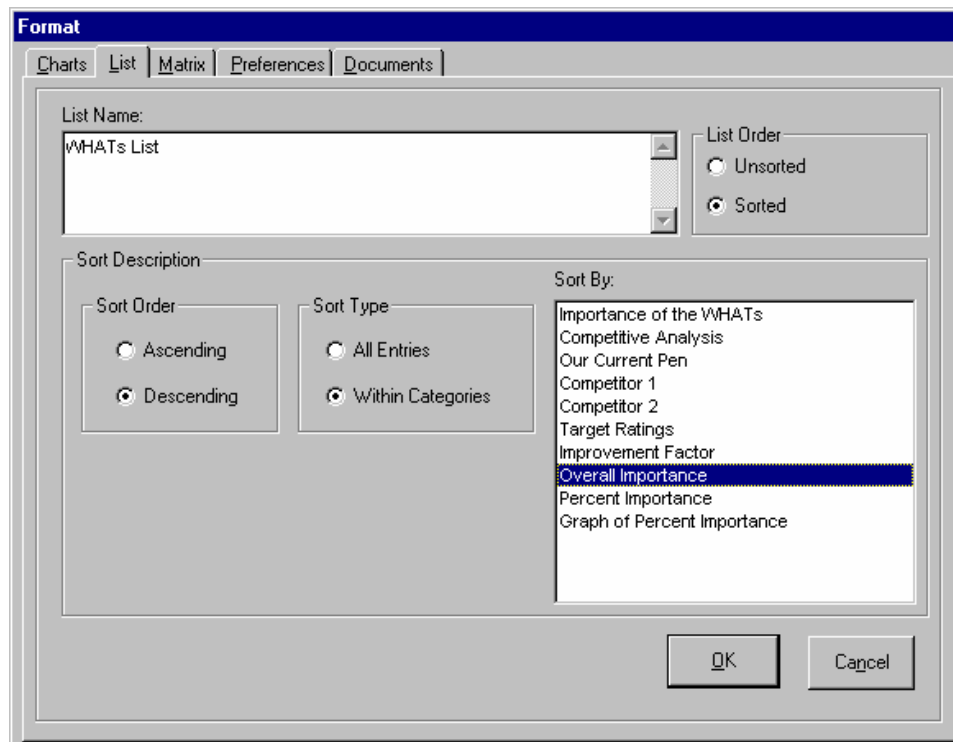 Format
Charts List Matrix Preferences Documents
List Name:
WHATs List
List Order
Unsorted
Sorted
Sort Description
Sort Order
Ascending
Descending
Sort Type
All Entries
Within Categories
Sort By:
Importance of the WHATs
Competitive Analysis
Our Current Pen
Competitor 1
Competitor 2
Target Ratings
Improvement Factor
Overall Importance
Percent Importance
Graph of Percent Importance
OK Cancel